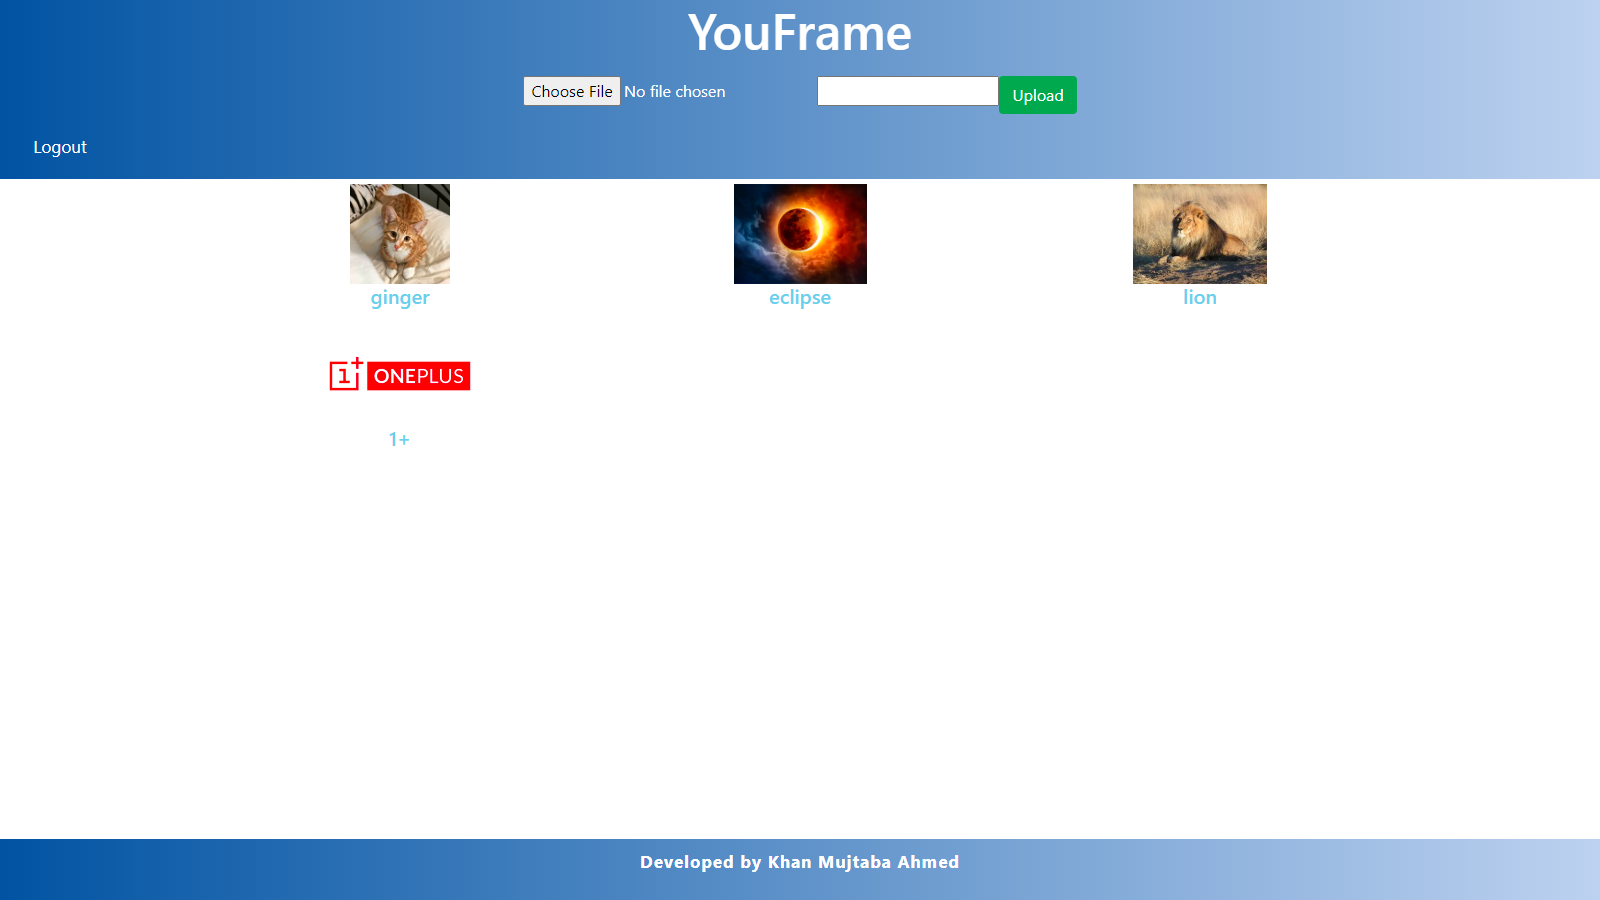 YouFrame
Choose File No file chosen Upload
Logout
ginger eclipse lion
1+ ONEPLUS
1+
Developed by Khan Mujtaba Ahmed